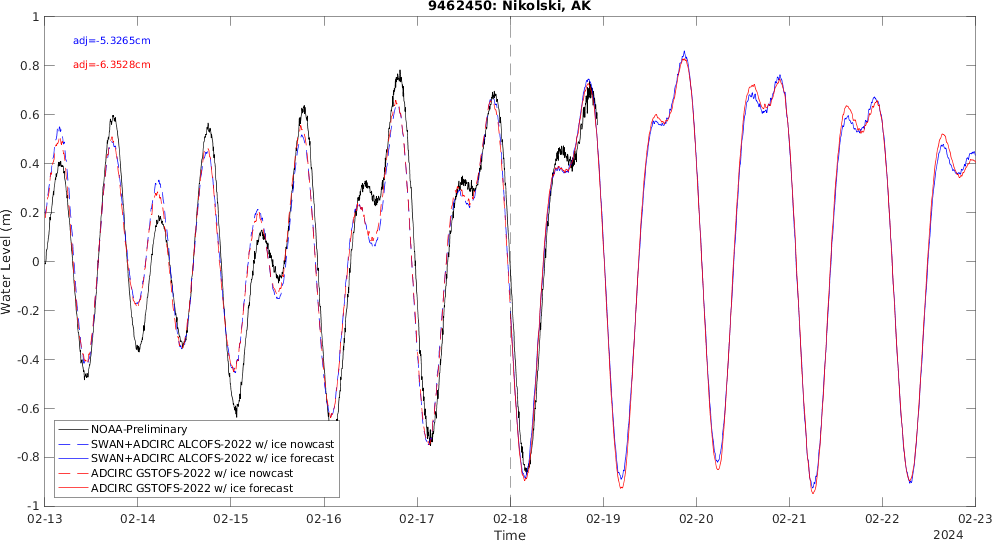 9462450: Nikolski, AK
adj=-5.3265cm
adj=-6.3528cm
Water Level (m)
1
0.8
0.6
0.4
0.2
0
-0.2
-0.4
-0.6
-0.8
-1
NOAA-Preliminary
SWAN+ADCIRC ALCOFS-2022 w/ ice nowcast
SWAN+ADCIRC ALCOFS-2022 w/ ice forecast
ADCIRC GSTOFS-2022 w/ ice nowcast
ADCIRC GSTOFS-2022 w/ ice forecast
02-13 02-14 02-15 02-16 02-17 02-18 02-19 02-20 02-21 02-22 02-23
Time
2024